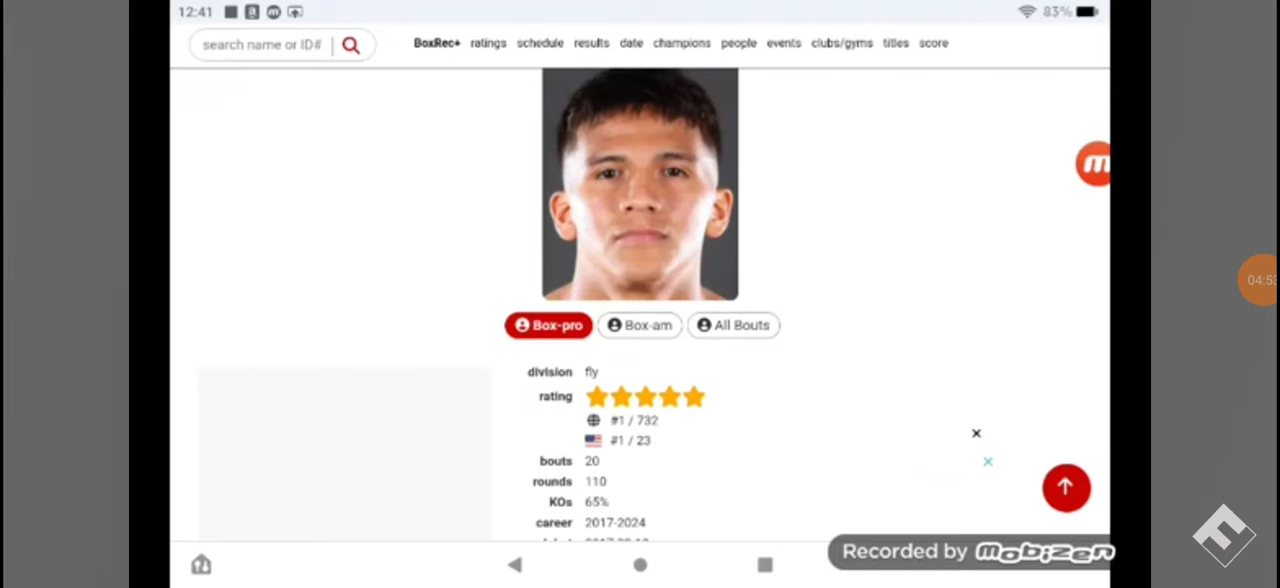 12:41 83%
search name or ID# BoxRec+ ratings schedule results date champions people events clubs/gyms titles score
Box-pro Box-am All Bouts
division fly
rating
#1 / 732
#1 / 23
bouts 20
rounds 110
KOs 65%
career 2017-2024
04:53
Recorded by mobizen